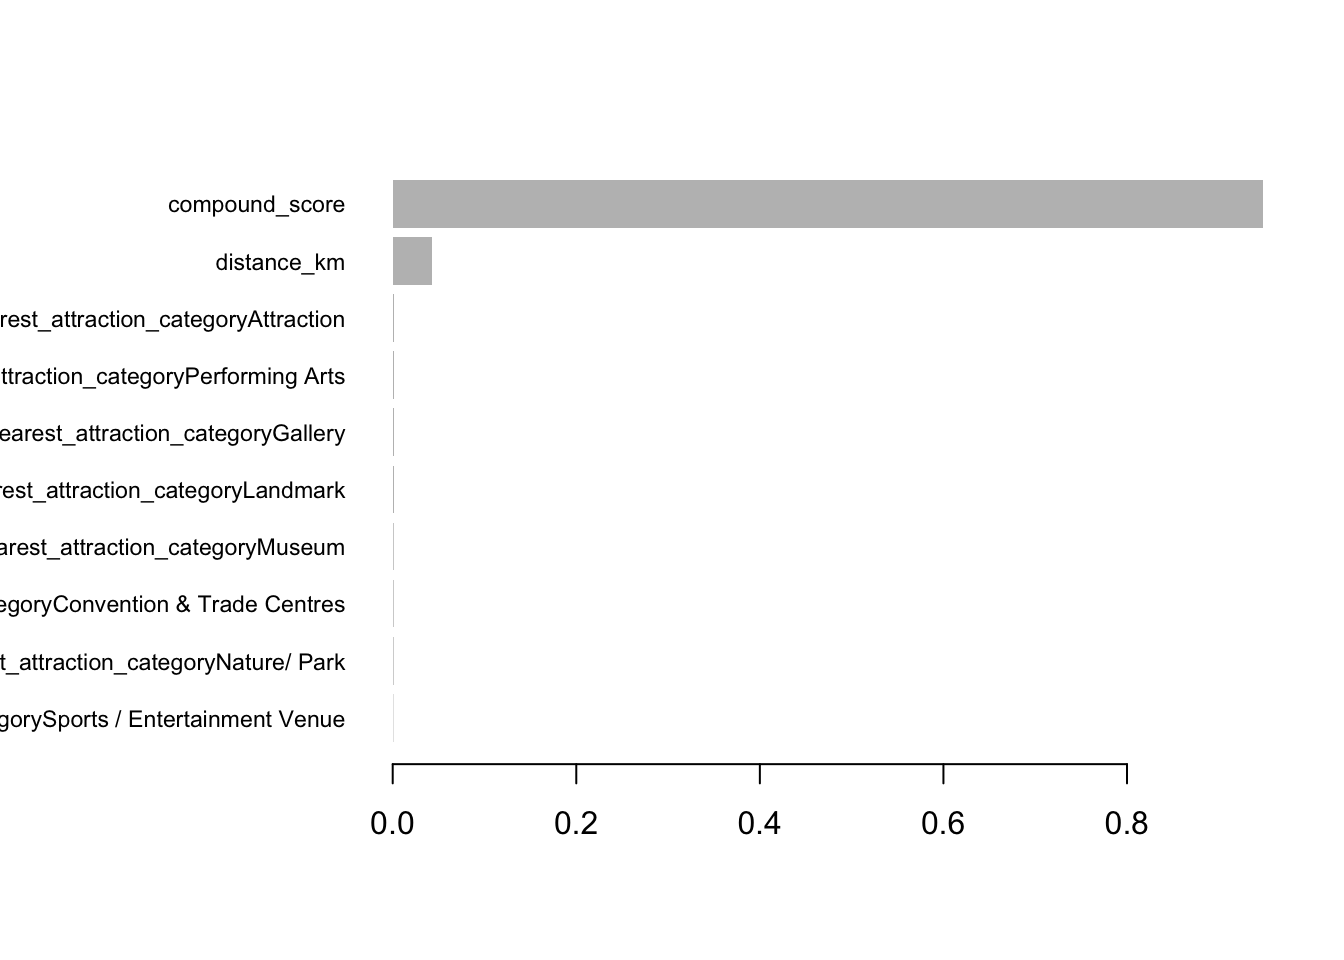 compound_score
distance_km
rest_attraction_categoryAttraction
ttraction_categoryPerforming Arts
earest_attraction_categoryGallery
rest_attraction_categoryLandmark
arest_attraction_categoryMuseum
egoryConvention & Trade Centres
t_attraction_categoryNature/ Park
gorySports / Entertainment Venue
0.0 0.2 0.4 0.6 0.8